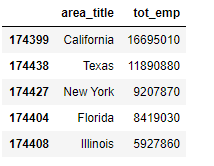 area_title tot_emp
174399 California 16695010
174438 Texas 11890880
174427 New York 9207870
174404 Florida 8419030
174408 Illinois 5927860